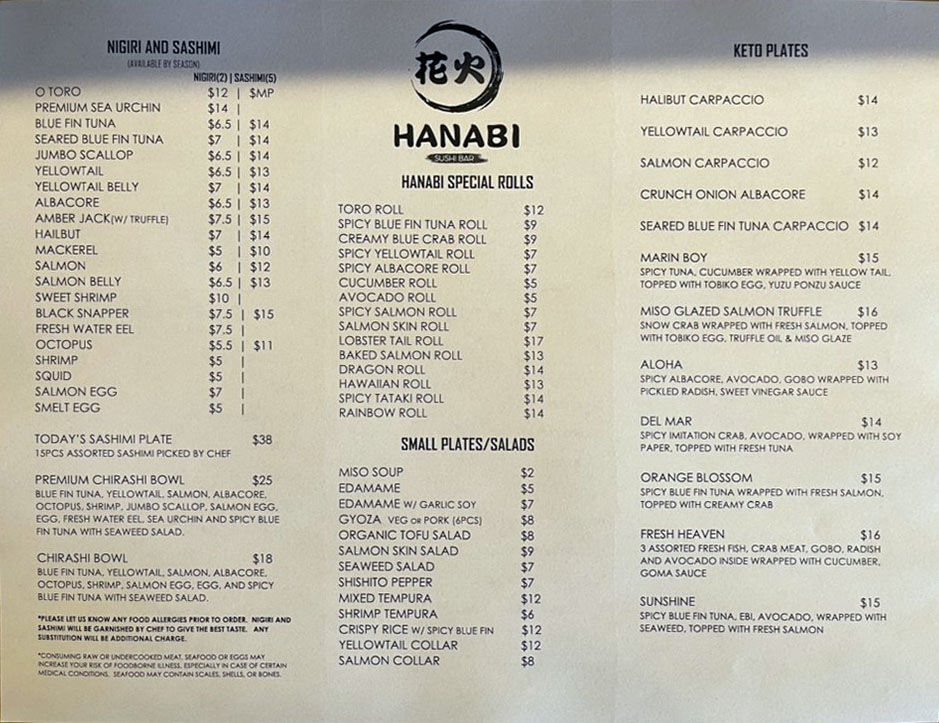 NIGIRI AND SASHIMI
(AVAILABLE BY SEASON)
NIGIRI(2) | SASHIMI(5)
O TORO $12 | $MP
PREMIUM SEA URCHIN $14 |
BLUE FIN TUNA $6.5 | $14
SEARED BLUE FIN TUNA $7 | $14
JUMBO SCALLOP $6.5 | $14
YELLOWTAIL $6.5 | $13
YELLOWTAIL BELLY $7 | $14
ALBACORE $6.5 | $13
AMBER JACK(W/ TRUFFLE) $7.5 | $15
HAILBUT $7 | $14
MACKEREL $5 | $10
SALMON $6 | $12
SALMON BELLY $6.5 | $13
SWEET SHRIMP $10 |
BLACK SNAPPER $7.5 | $15
FRESH WATER EEL $7.5 |
OCTOPUS $5.5 | $11
SHRIMP $5 |
SQUID $5 |
SALMON EGG $7 |
SMELT EGG $5 |
TODAY'S SASHIMI PLATE $38
15PCS ASSORTED SASHIMI PICKED BY CHEF
PREMIUM CHIRASHI BOWL $25
BLUE FIN TUNA, YELLOWTAIL, SALMON, ALBACORE,
OCTOPUS, SHRIMP, JUMBO SCALLOP, SALMON EGG,
EGG, FRESH WATER EEL, SEA URCHIN AND SPICY BLUE
FIN TUNA WITH SEAWEED SALAD.
CHIRASHI BOWL $18
BLUE FIN TUNA, YELLOWTAIL, SALMON, ALBACORE,
OCTOPUS, SHRIMP, SALMON EGG, EGG, AND SPICY
BLUE FIN TUNA WITH SEAWEED SALAD.
*PLEASE LET US KNOW ANY FOOD ALLERGIES PRIOR TO ORDER. NIGIRI AND
SASHIMI WILL BE GARNISHED BY CHEF TO GIVE THE BEST TASTE. ANY
SUBSTITUTION WILL BE ADDITIONAL CHARGE.
*CONSUMING RAW OR UNDERCOOKED MEAT, SEAFOOD OR EGGS MAY
INCREASE YOUR RISK OF FOODBORNE ILLNESS, ESPECIALLY IN CASE OF CERTAIN
MEDICAL CONDITIONS. SEAFOOD MAY CONTAIN SCALES, SHELLS, OR BONES.
花火
HANABI
SUSHI BAR
HANABI SPECIAL ROLLS
TORO ROLL $12
SPICY BLUE FIN TUNA ROLL $9
CREAMY BLUE CRAB ROLL $9
SPICY YELLOWTAIL ROLL $7
SPICY ALBACORE ROLL $7
CUCUMBER ROLL $5
AVOCADO ROLL $5
SPICY SALMON ROLL $7
SALMON SKIN ROLL $7
LOBSTER TAIL ROLL $17
BAKED SALMON ROLL $13
DRAGON ROLL $14
HAWAIIAN ROLL $13
SPICY TATAKI ROLL $14
RAINBOW ROLL $14
SMALL PLATES/SALADS
MISO SOUP $2
EDAMAME $5
EDAMAME W/ GARLIC SOY $7
GYOZA VEG OR PORK (6PCS) $8
ORGANIC TOFU SALAD $8
SALMON SKIN SALAD $9
SEAWEED SALAD $7
SHISHITO PEPPER $7
MIXED TEMPURA $12
SHRIMP TEMPURA $6
CRISPY RICE W/ SPICY BLUE FIN $12
YELLOWTAIL COLLAR $12
SALMON COLLAR $8
KETO PLATES
HALIBUT CARPACCIO $14
YELLOWTAIL CARPACCIO $13
SALMON CARPACCIO $12
CRUNCH ONION ALBACORE $14
SEARED BLUE FIN TUNA CARPACCIO $14
MARIN BOY $15
SPICY TUNA, CUCUMBER WRAPPED WITH YELLOW TAIL,
TOPPED WITH TOBIKO EGG, YUZU PONZU SAUCE
MISO GLAZED SALMON TRUFFLE $16
SNOW CRAB WRAPPED WITH FRESH SALMON, TOPPED
WITH TOBIKO EGG, TRUFFLE OIL & MISO GLAZE
ALOHA $13
SPICY ALBACORE, AVOCADO, GOBO WRAPPED WITH
PICKLED RADISH, SWEET VINEGAR SAUCE
DEL MAR $14
SPICY IMITATION CRAB, AVOCADO, WRAPPED WITH SOY
PAPER, TOPPED WITH FRESH TUNA
ORANGE BLOSSOM $15
SPICY BLUE FIN TUNA WRAPPED WITH FRESH SALMON,
TOPPED WITH CREAMY CRAB
FRESH HEAVEN $16
3 ASSORTED FRESH FISH, CRAB MEAT, GOBO, RADISH
AND AVOCADO INSIDE WRAPPED WITH CUCUMBER,
GOMA SAUCE
SUNSHINE $15
SPICY BLUE FIN TUNA, EBI, AVOCADO, WRAPPED WITH
SEAWEED, TOPPED WITH FRESH SALMON